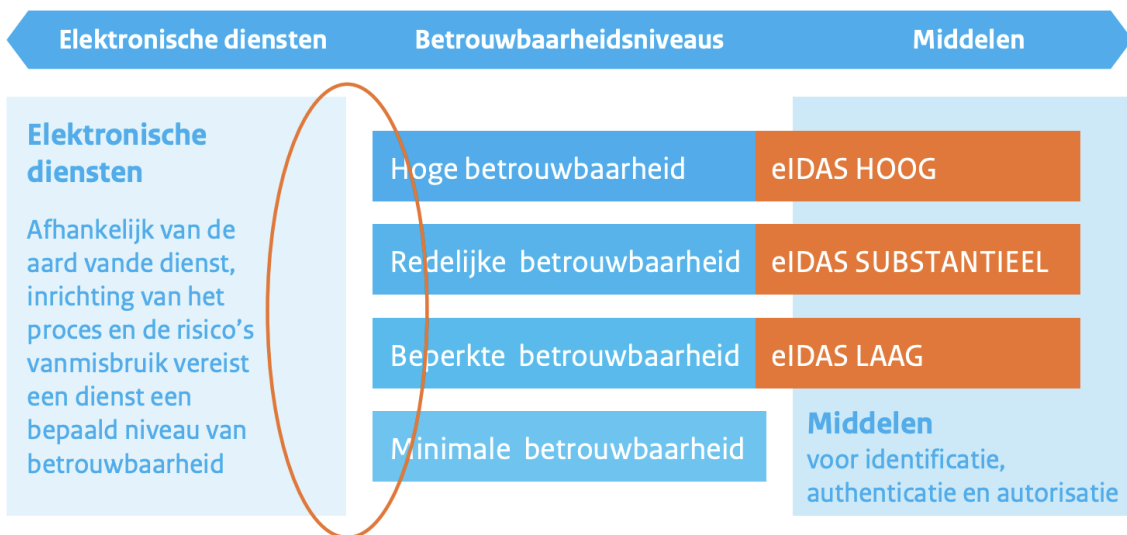 Elektronische diensten
Betrouwbaarheidsniveaus
Middelen
Elektronische
diensten
Afhankelijk van de
aard vande dienst,
inrichting van het
proces en de risico's
vanmisbruik vereist
een dienst een
bepaald niveau van
betrouwbaarheid
Hoge betrouwbaarheid
eIDAS HOOG
Redelijke betrouwbaarheid
eIDAS SUBSTANTIEEL
Beperkte betrouwbaarheid
eIDAS LAAG
Minimale betrouwbaarheid
Middelen
voor identificatie,
authenticatie en autorisatie